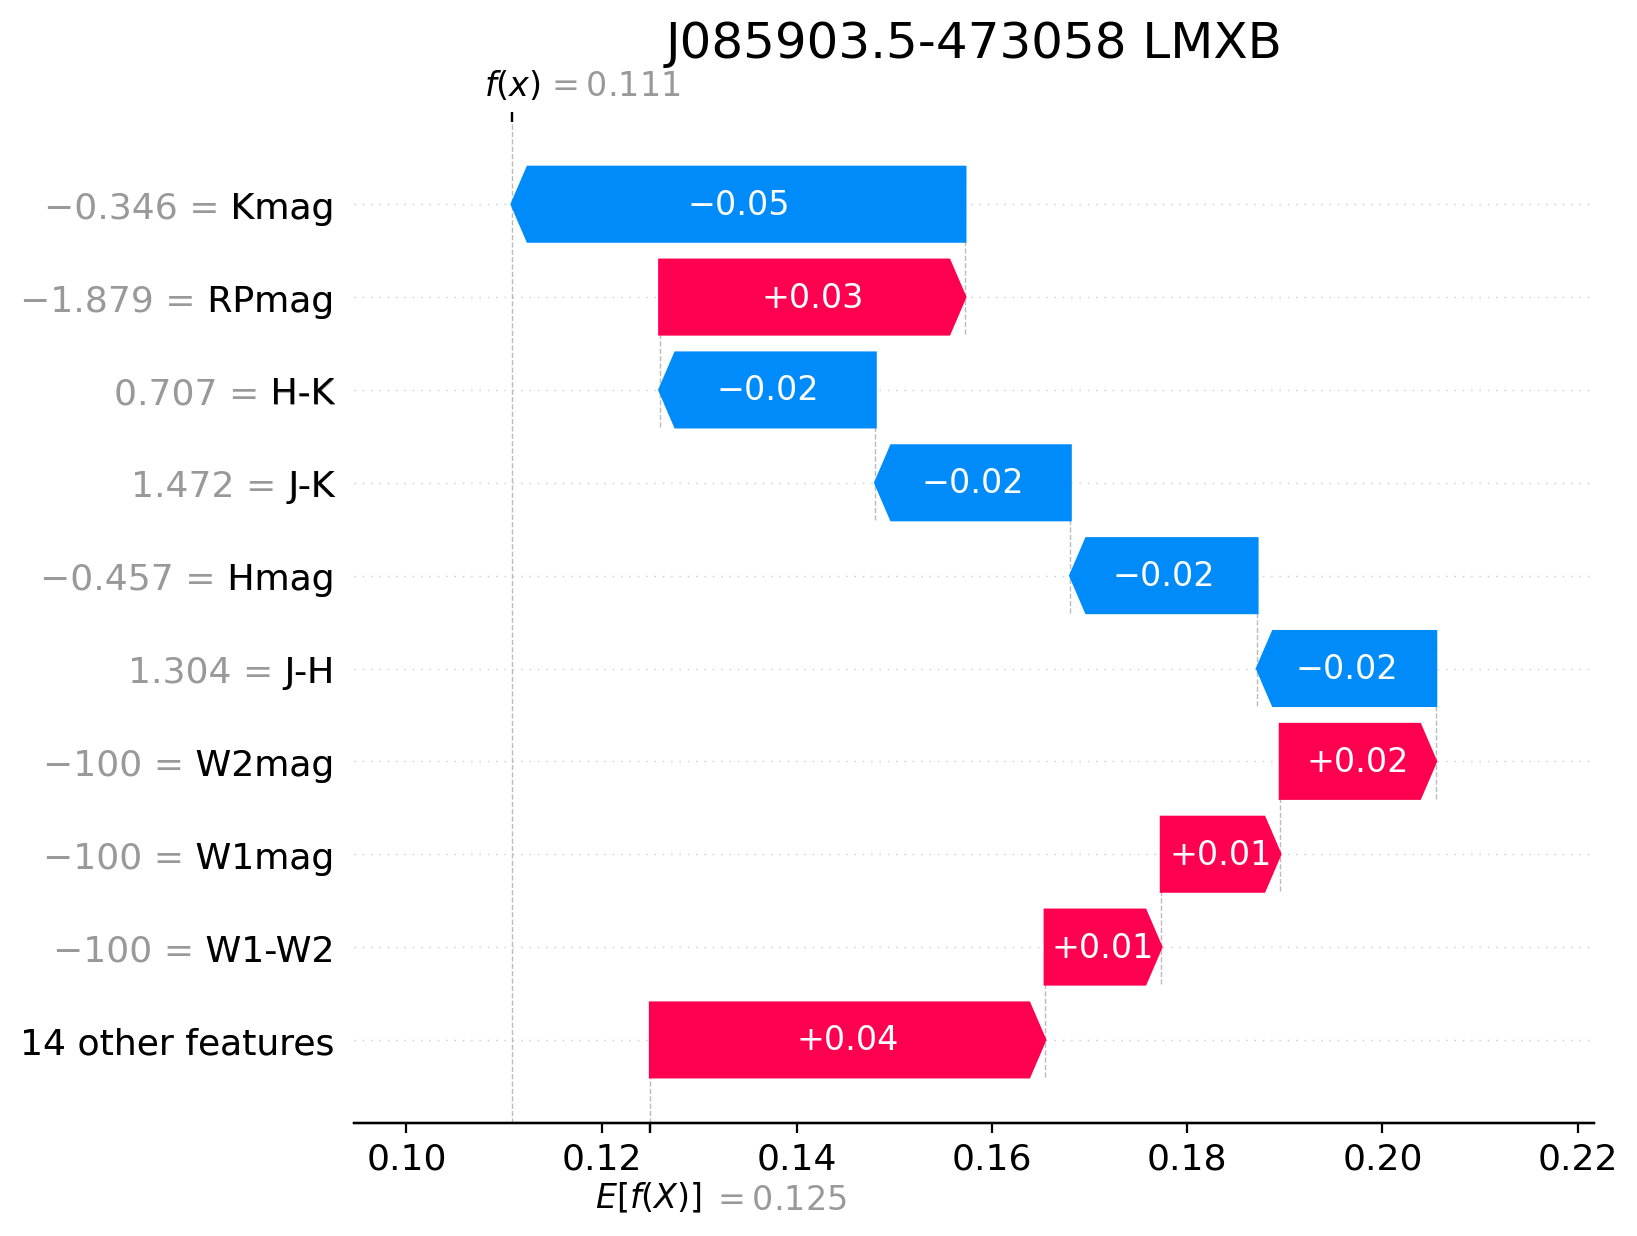 J085903.5-473058 LMXB
f(x) = 0.111
−0.346 = Kmag
−0.05
−1.879 = RPmag
+0.03
0.707 = H-K
−0.02
1.472 = J-K
−0.02
−0.457 = Hmag
−0.02
1.304 = J-H
−0.02
−100 = W2mag
+0.02
−100 = W1mag
+0.01
−100 = W1-W2
+0.01
14 other features
+0.04
0.10 0.12 0.14 0.16 0.18 0.20 0.22
E[f(X)] = 0.125